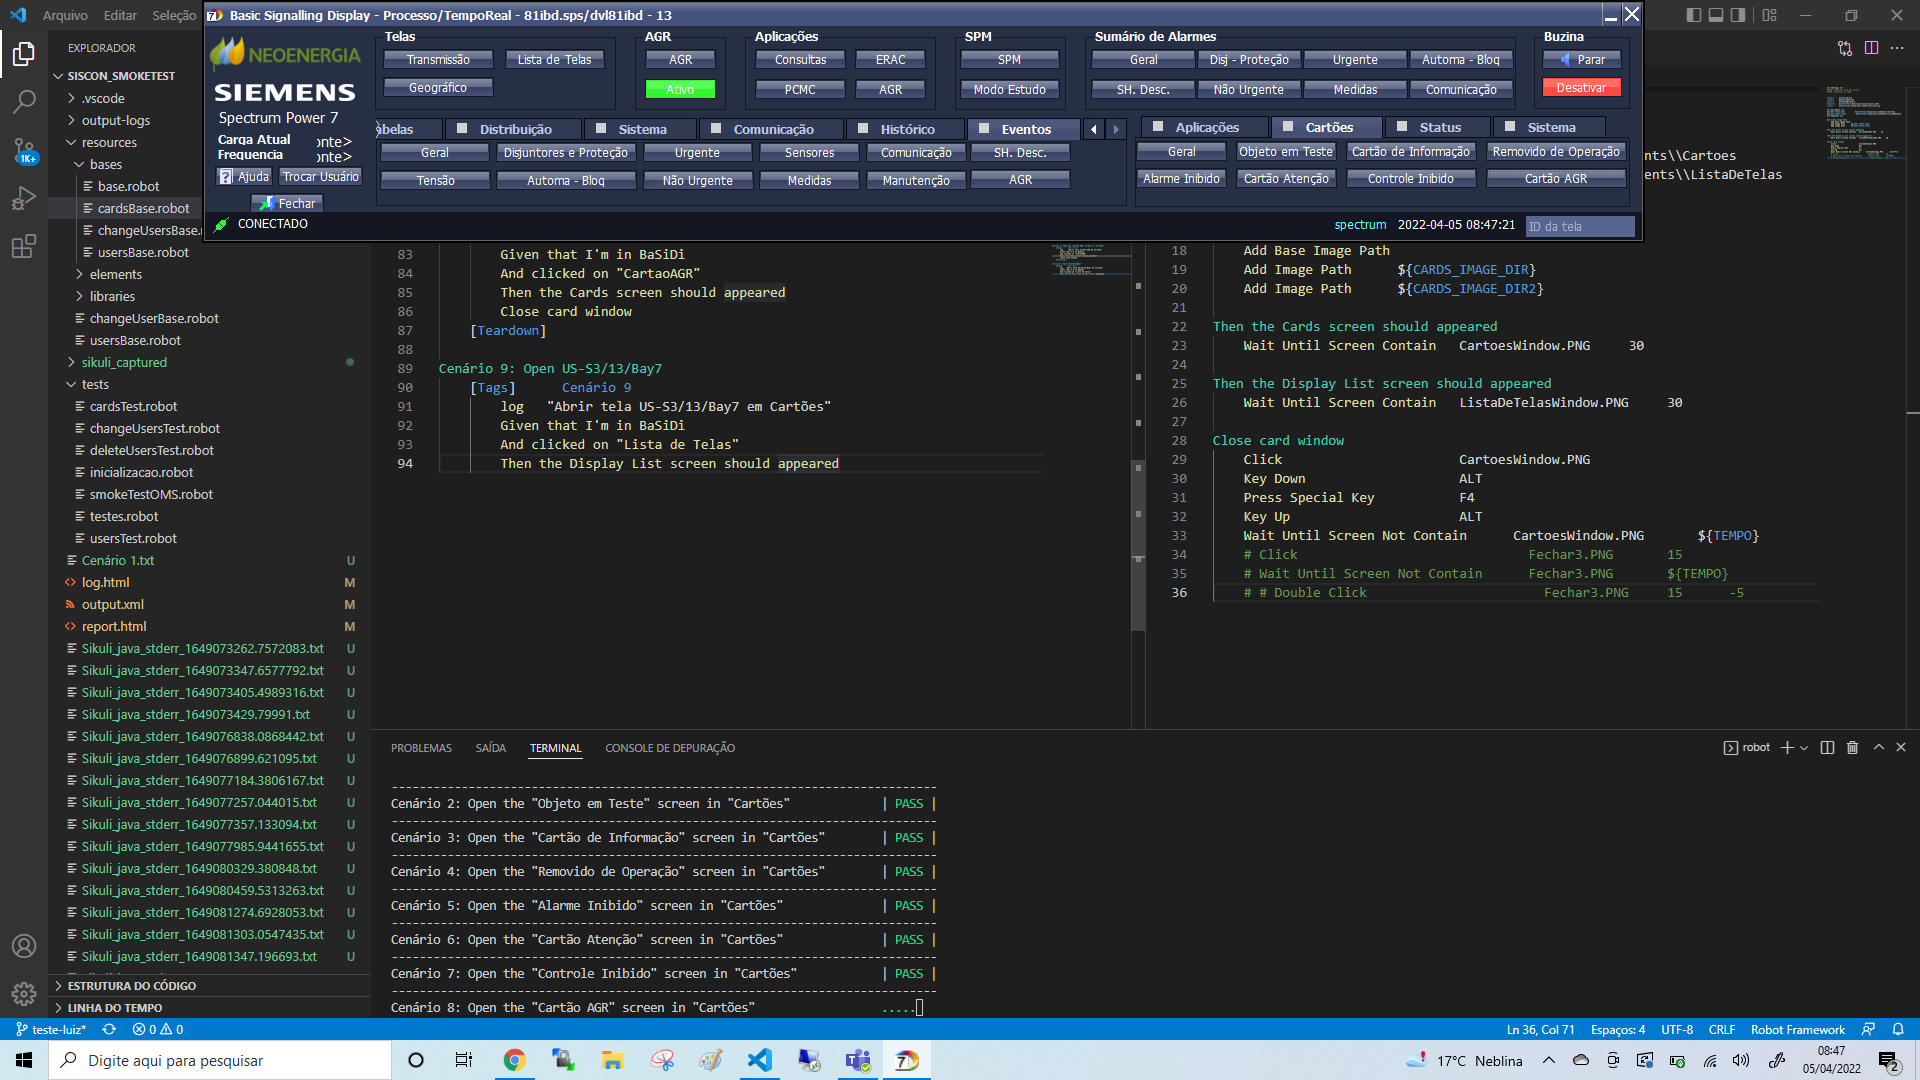 Arquivo Editar Seleção
Basic Signalling Display - Processo/TempoReal - 81ibd.sps/dvl81ibd - 13
NEOENERGIA
SIEMENS
Spectrum Power 7
Carga Atual onte>
Frequencia onte>
Ajuda Trocar Usuário
Fechar
CONECTADO
Telas
Transmissão Lista de Telas
Geográfico
AGR
AGR
Ativo
Aplicações
Consultas ERAC
PCMC AGR
SPM
SPM
Modo Estudo
Sumário de Alarmes
Geral Disj - Proteção Urgente Automa - Bloq
SH. Desc. Não Urgente Medidas Comunicação
Buzina
Parar
Desativar
abelas Distribuição Sistema Comunicação Histórico Eventos
Geral Disjuntores e Proteção Urgente Sensores Comunicação SH. Desc.
Tensão Automa - Bloq Não Urgente Medidas Manutenção AGR
Aplicações Cartões Status Sistema
Geral Objeto em Teste Cartão de Informação Removido de Operação
Alarme Inibido Cartão Atenção Controle Inibido Cartão AGR
spectrum 2022-04-05 08:47:21 ID da tela
EXPLORADOR
SISCON_SMOKETEST
.vscode
output-logs
resources
bases
base.robot
cardsBase.robot
changeUsersBase.
usersBase.robot
elements
libraries
changeUserBase.robot
usersBase.robot
sikuli_captured
tests
cardsTest.robot
changeUsersTest.robot
deleteUsersTest.robot
inicializacao.robot
smokeTestOMS.robot
testes.robot
usersTest.robot
Cenário 1.txt U
log.html M
output.xml M
report.html M
Sikuli_java_stderr_1649073262.7572083.txt U
Sikuli_java_stderr_1649073347.6577792.txt U
Sikuli_java_stderr_1649073405.4989316.txt U
Sikuli_java_stderr_1649073429.79991.txt U
Sikuli_java_stderr_1649076838.0868442.txt U
Sikuli_java_stderr_1649076899.621095.txt U
Sikuli_java_stderr_1649077184.3806167.txt U
Sikuli_java_stderr_1649077257.044015.txt U
Sikuli_java_stderr_1649077357.133094.txt U
Sikuli_java_stderr_1649077985.9441655.txt U
Sikuli_java_stderr_1649080329.380848.txt U
Sikuli_java_stderr_1649080459.5313263.txt U
Sikuli_java_stderr_1649081274.6928053.txt U
Sikuli_java_stderr_1649081303.0547435.txt U
Sikuli_java_stderr_1649081347.196693.txt U
ESTRUTURA DO CÓDIGO
LINHA DO TEMPO
1K+
83 Given that I'm in BaSiDi
84 And clicked on "CartaoAGR"
85 Then the Cards screen should appeared
86 Close card window
87 [Teardown]
88
89 Cenário 9: Open US-S3/13/Bay7
90 [Tags] Cenário 9
91 log "Abrir tela US-S3/13/Bay7 em Cartões"
92 Given that I'm in BaSiDi
93 And clicked on "Lista de Telas"
94 Then the Display List screen should appeared
nts\\Cartoes
ents\\ListaDeTelas
18 Add Base Image Path
19 Add Image Path ${CARDS_IMAGE_DIR}
20 Add Image Path ${CARDS_IMAGE_DIR2}
21
22 Then the Cards screen should appeared
23 Wait Until Screen Contain CartoesWindow.PNG 30
24
25 Then the Display List screen should appeared
26 Wait Until Screen Contain ListaDeTelasWindow.PNG 30
27
28 Close card window
29 Click CartoesWindow.PNG
30 Key Down ALT
31 Press Special Key F4
32 Key Up ALT
33 Wait Until Screen Not Contain CartoesWindow.PNG ${TEMPO}
34 # Click Fechar3.PNG 15
35 # Wait Until Screen Not Contain Fechar3.PNG ${TEMPO}
36 # # Double Click Fechar3.PNG 15 -5
PROBLEMAS SAÍDA TERMINAL CONSOLE DE DEPURAÇÃO
robot
Cenário 2: Open the "Objeto em Teste" screen in "Cartões" | PASS |
Cenário 3: Open the "Cartão de Informação" screen in "Cartões" | PASS |
Cenário 4: Open the "Removido de Operação" screen in "Cartões" | PASS |
Cenário 5: Open the "Alarme Inibido" screen in "Cartões" | PASS |
Cenário 6: Open the "Cartão Atenção" screen in "Cartões" | PASS |
Cenário 7: Open the "Controle Inibido" screen in "Cartões" | PASS |
Cenário 8: Open the "Cartão AGR" screen in "Cartões" .....
teste-luiz* 0 0 Ln 36, Col 71 Espaços: 4 UTF-8 CRLF Robot Framework
Digite aqui para pesquisar
17°C Neblina
08:47
05/04/2022
2